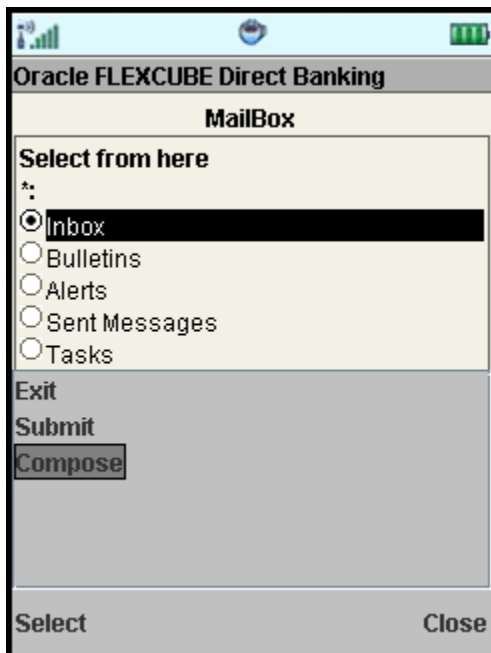 Oracle FLEXCUBE Direct Banking
MailBox
Select from here
*:
Inbox
Bulletins
Alerts
Sent Messages
Tasks
Exit
Submit
Compose
Select Close